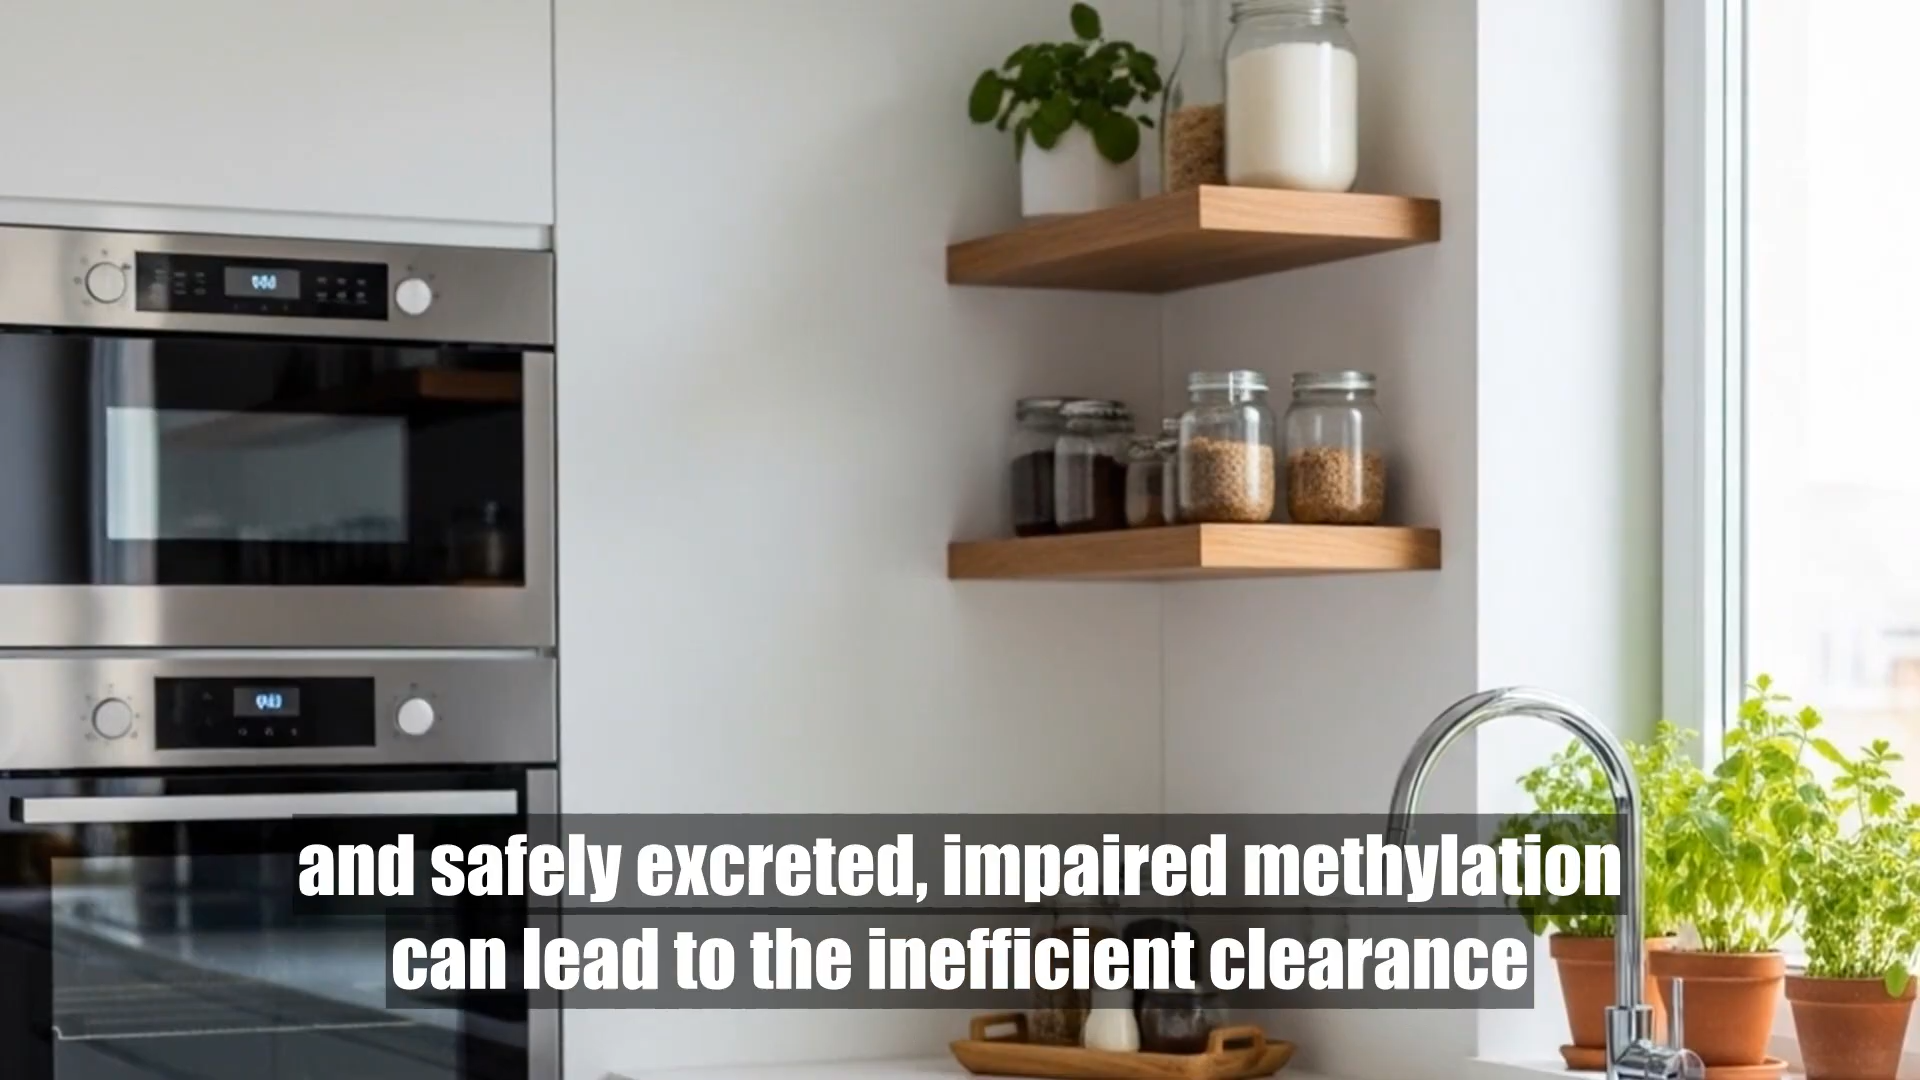 and safely excreted, impaired methylation
can lead to the inefficient clearance